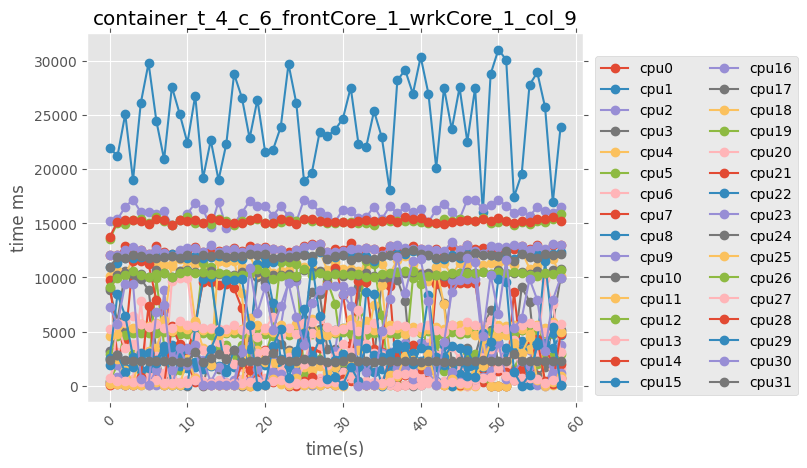 container_t_4_c_6_frontCore_1_wrkCore_1_col_9
30000
25000
20000
15000
10000
5000
0
time ms
0
10
20
30
40
50
60
time(s)
cpu0
cpu1
cpu2
cpu3
cpu4
cpu5
cpu6
cpu7
cpu8
cpu9
cpu10
cpu11
cpu12
cpu13
cpu14
cpu15
cpu16
cpu17
cpu18
cpu19
cpu20
cpu21
cpu22
cpu23
cpu24
cpu25
cpu26
cpu27
cpu28
cpu29
cpu30
cpu31